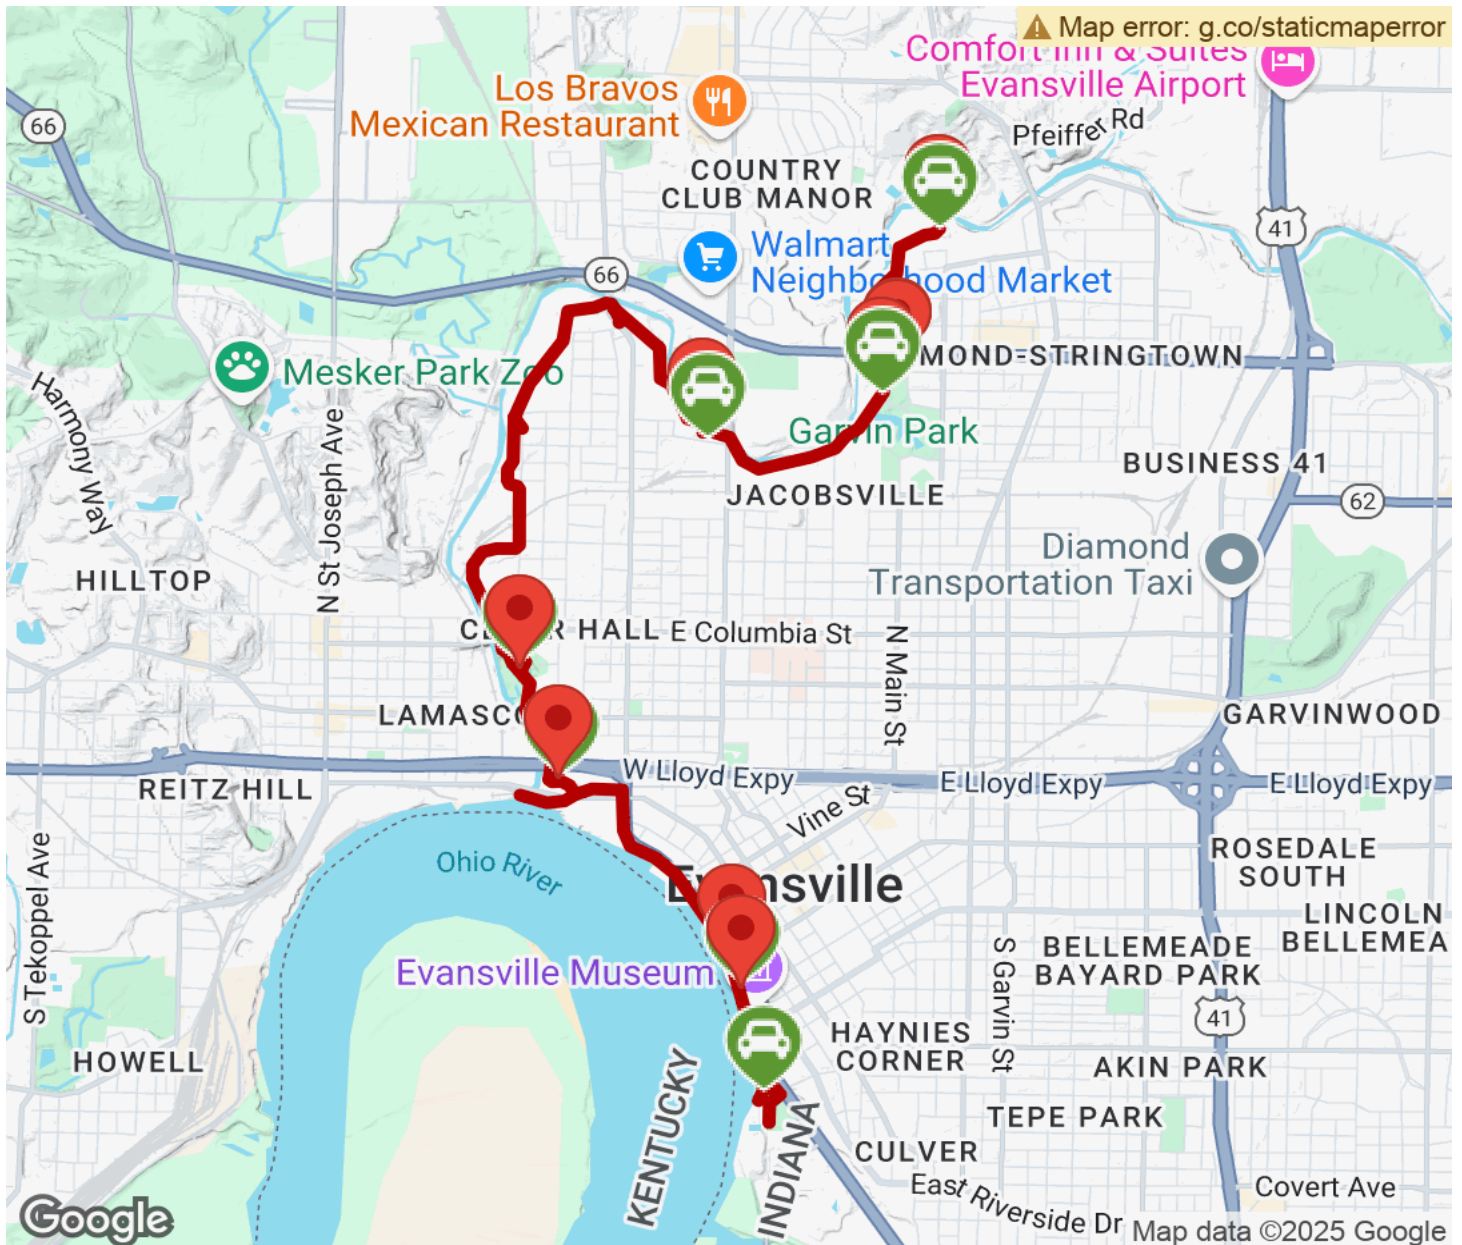 Map error: g.co/staticmaperror
Comfort Inn & Suites
Evansville Airport
Los Bravos
Mexican Restaurant
Pfeiffer Rd
66
COUNTRY
CLUB MANOR
41
Walmart
Neighborhood Market
66
MOND-STRINGTOWN
Mesker Park Zoo
Harmony Way
Garvin Park
BUSINESS 41
JACOBSVILLE
62
N St Joseph Ave
Diamond
Transportation Taxi
HILLTOP
HALL
E Columbia St
N Main St
LAMASCO
GARVINWOOD
REITZ HILL
W Lloyd Expy
E Lloyd Expy
E Lloyd Expy
Vine St
S Tekoppel Ave
Ohio River
Evansville
ROSEDALE
SOUTH
LINCOLN
BELLEMEA
BELLEMEADE
BAYARD PARK
Evansville Museum
S Garvin St
41
HAYNIES
CORNER
HOWELL
AKIN PARK
KENTUCKY
INDIANA
TEPE PARK
CULVER
East Riverside Dr
Covert Ave
Google
Map data ©2025 Google